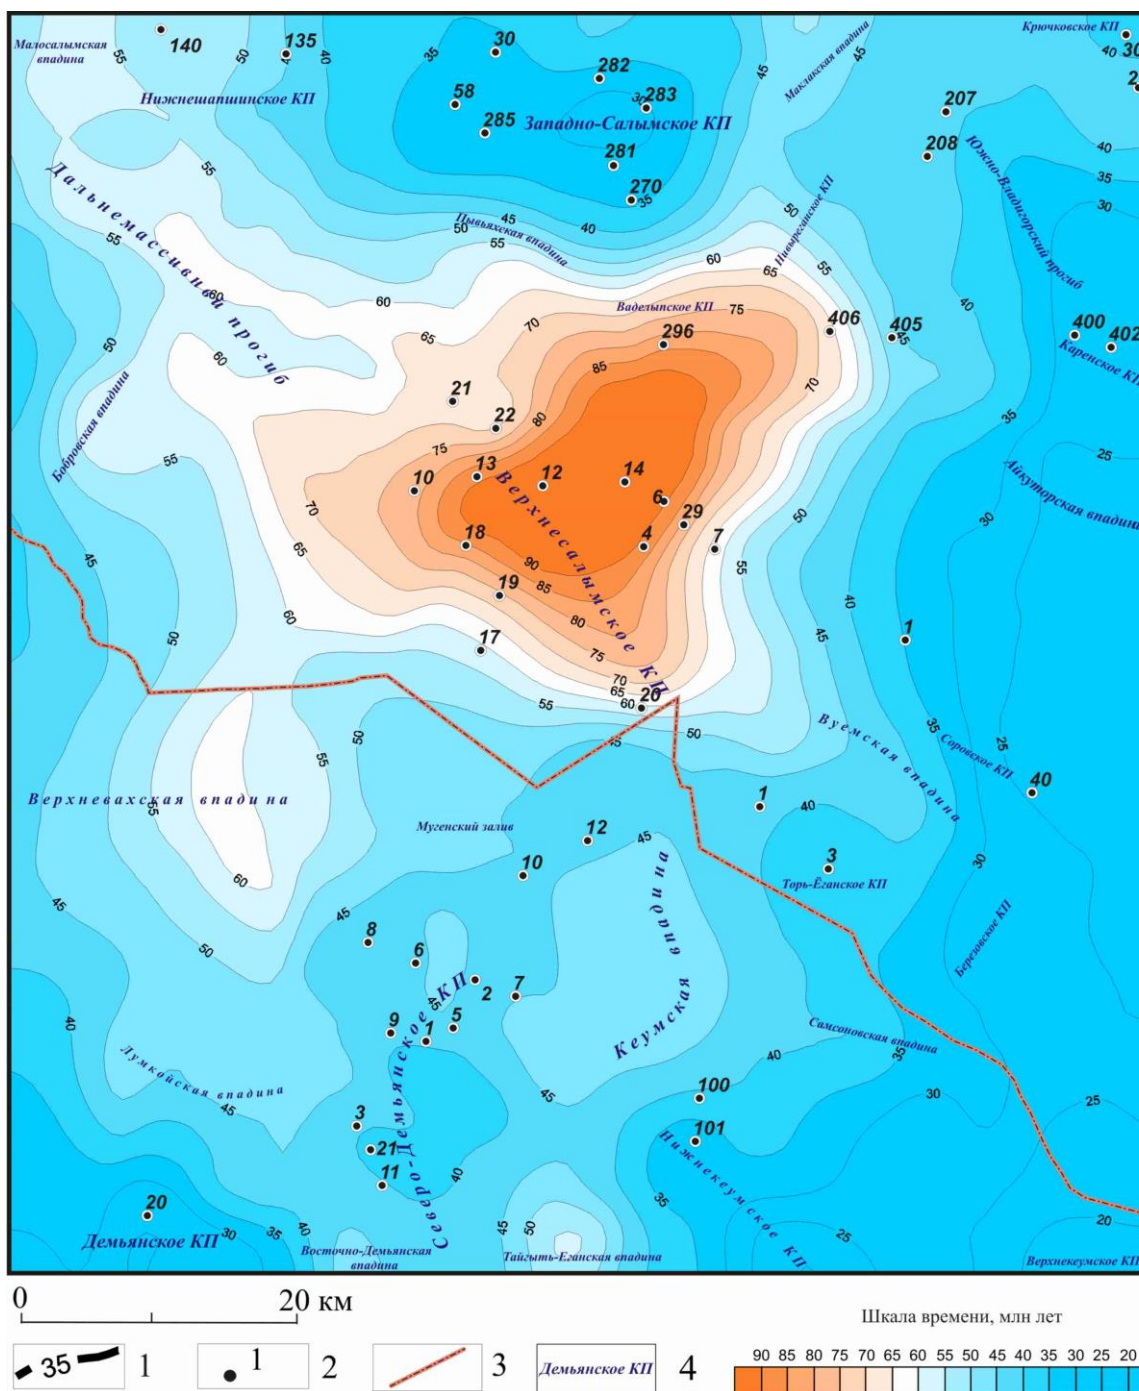 Малосалымская
впадина
140
135
30
282
283
58
285
281
270
Нижнешапшинское КП
Западно-Салымское КП
Маклакская впадина
Крючковское КП
30
207
208
Южно-Владигорский прогиб
Дальнемассивный прогиб
Пывьяхская впадина
Нивыреганское КП
Ваделыпское КП
296
406
405
400
402
Каренское КП
Бобровская впадина
21
22
13
10
12
14
6
29
4
7
18
19
17
20
Верхнесалымское КП
Айкуторская впадина
1
Вуемская впадина
Соровское КП
40
Верхневахская впадина
Мугенский залив
1
12
10
3
Торь-Ёганское КП
Кеумская впадина
Березовское КП
8
6
2
7
9
1
5
Северо-Демьянское КП
Самсоновская впадина
Лумкойская впадина
3
21
11
100
101
Нижнекеумское КП
20
Демьянское КП
Восточно-Демьянская
впадина
Тайгыть-Еганская впадина
Верхнекеумское КП
0 20 км
Шкала времени, млн лет
35 1
1 2
3
Демьянское КП 4
90 85 80 75 70 65 60 55 50 45 40 35 30 25 20